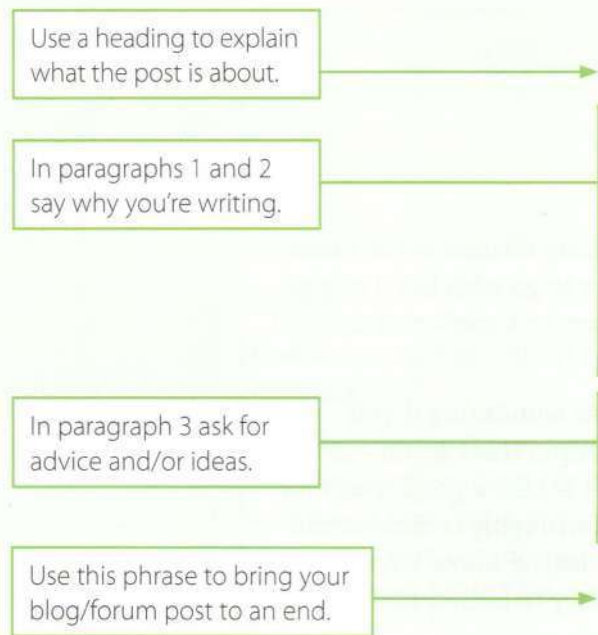 Use a heading to explain
what the post is about.
In paragraphs 1 and 2
say why you're writing.
In paragraph 3 ask for
advice and/or ideas.
Use this phrase to bring your
blog/forum post to an end.